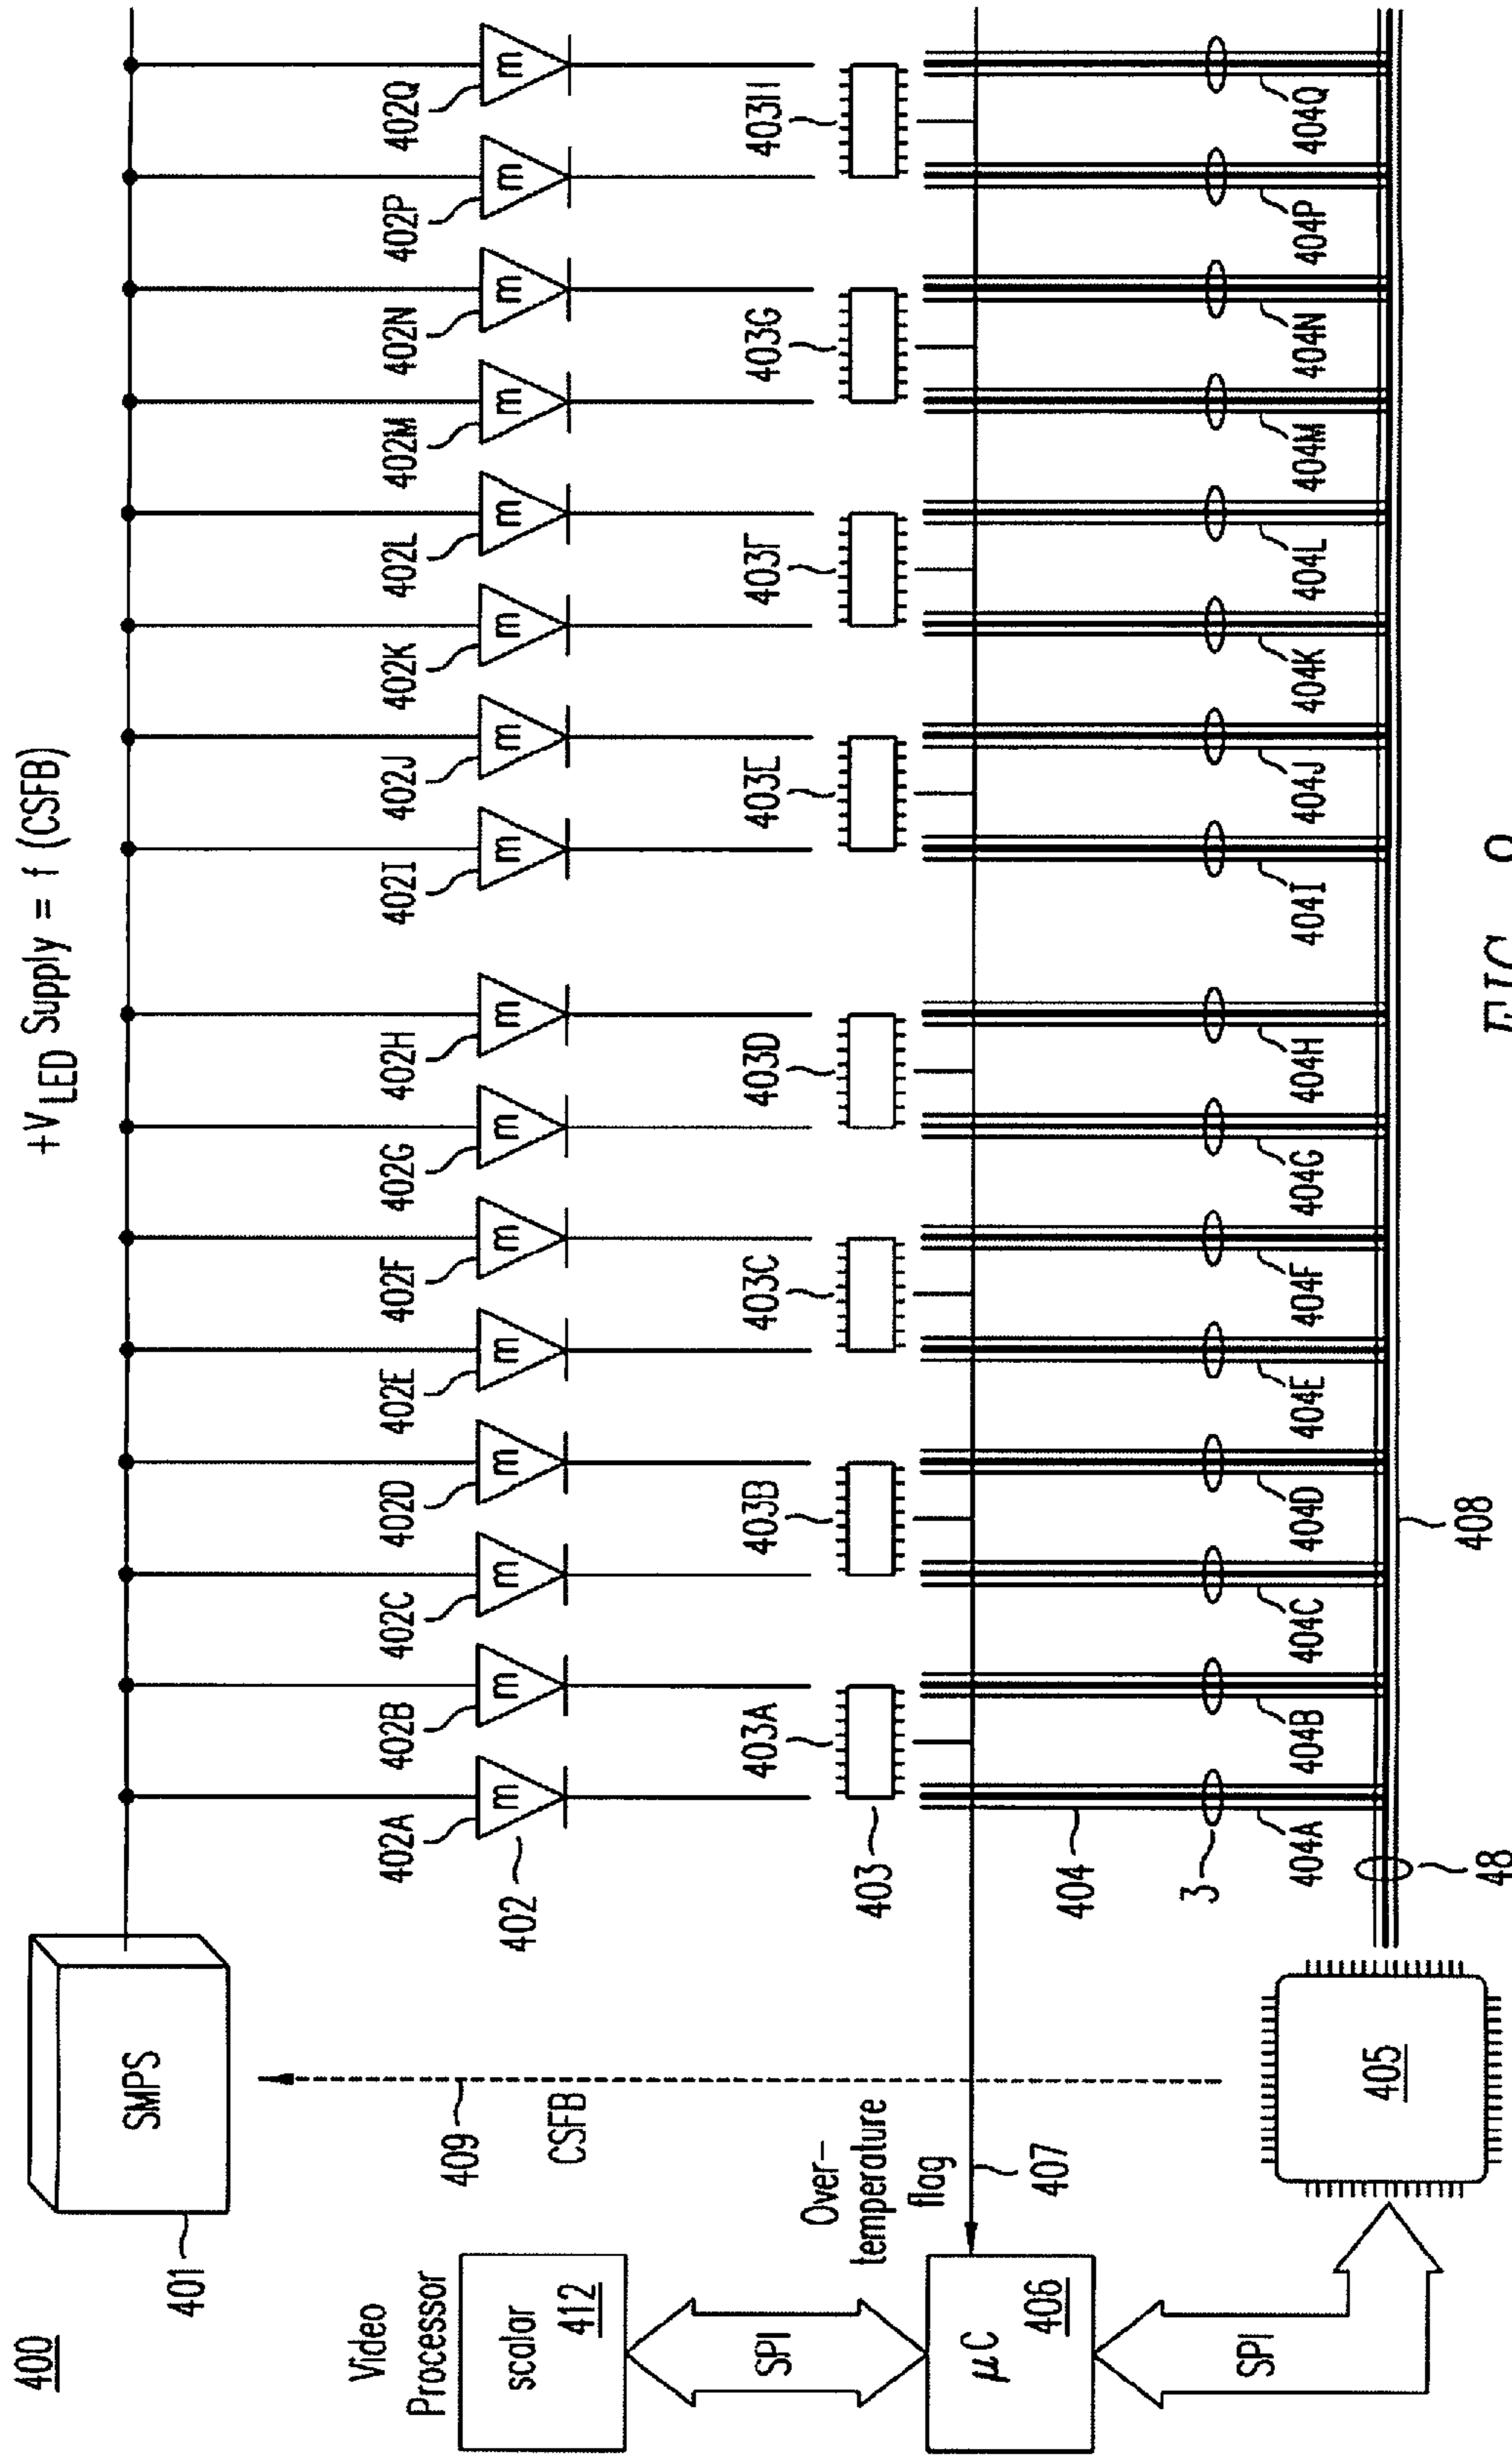 400
+VLED Supply = f (CSFB)
SMPS
401
Video
Processor
402A 402B 402C 402D 402E 402F 402G 402H 402I 402J 402K 402L 402M 402N 402P 402Q
m m m m m m m m m m m m m m m m
402
409
CSFB
scalar
412
SPI
403A 403B 403C 403D 403E 403F 403G 403H
403
Over-
temperature
flag
407
µC
406
404
3
SPI
404A 404B 404C 404D 404E 404F 404G 404H 404I 404J 404K 404L 404M 404N 404P 404Q
405
408
48
FIG.